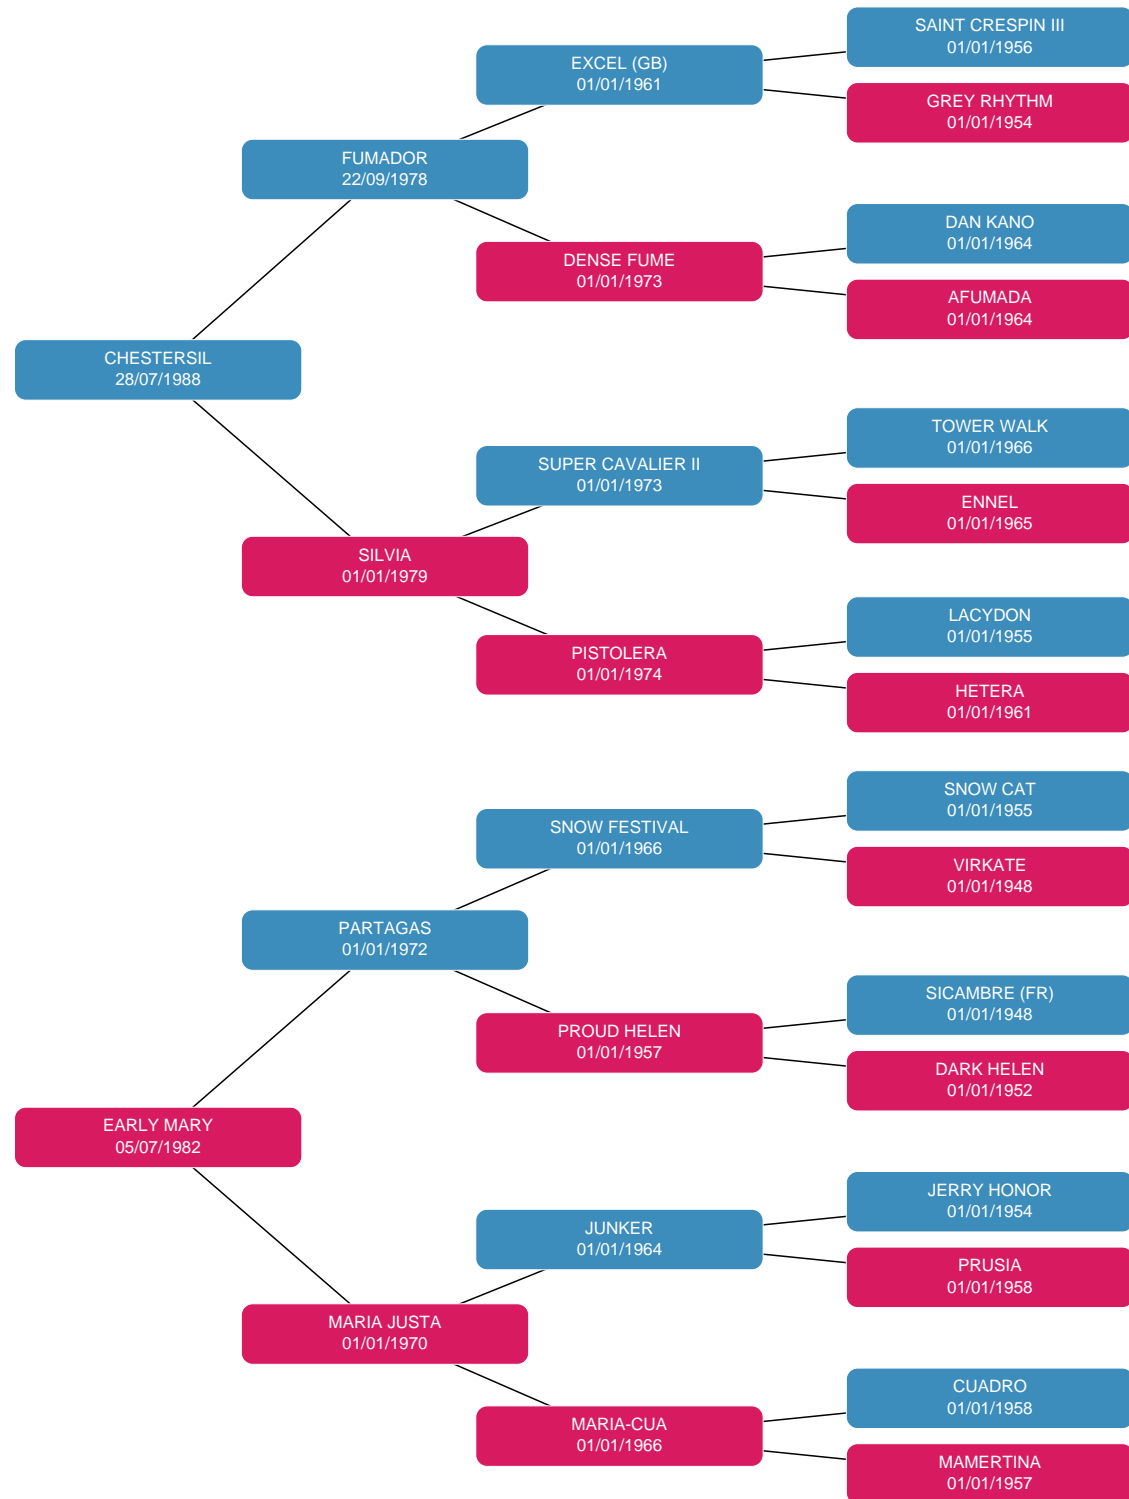 SAINT CRESPIN III
01/01/1956
EXCEL (GB)
01/01/1961
GREY RHYTHM
01/01/1954
FUMADOR
22/09/1978
DAN KANO
01/01/1964
DENSE FUME
01/01/1973
AFUMADA
01/01/1964
CHESTERSIL
28/07/1988
TOWER WALK
01/01/1966
SUPER CAVALIER II
01/01/1973
ENNEL
01/01/1965
SILVIA
01/01/1979
LACYDON
01/01/1955
PISTOLERA
01/01/1974
HETERA
01/01/1961
SNOW CAT
01/01/1955
SNOW FESTIVAL
01/01/1966
VIRKATE
01/01/1948
PARTAGAS
01/01/1972
SICAMBRE (FR)
01/01/1948
PROUD HELEN
01/01/1957
DARK HELEN
01/01/1952
EARLY MARY
05/07/1982
JERRY HONOR
01/01/1954
JUNKER
01/01/1964
PRUSIA
01/01/1958
MARIA JUSTA
01/01/1970
CUADRO
01/01/1958
MARIA-CUA
01/01/1966
MAMERTINA
01/01/1957